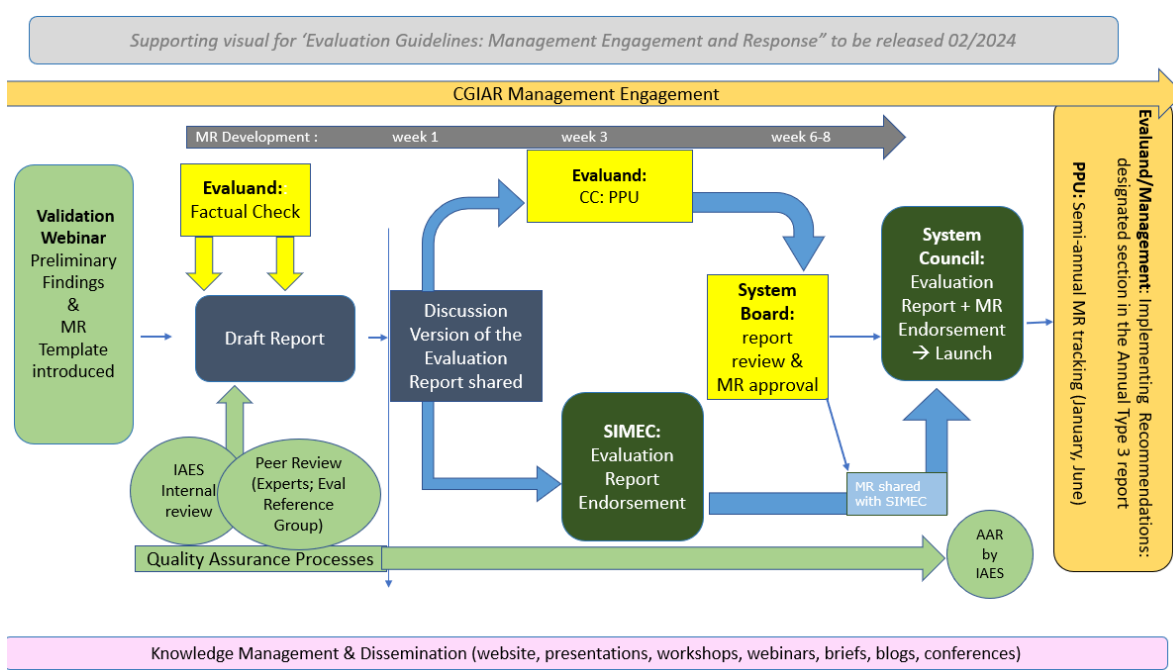 Supporting visual for ‘Evaluation Guidelines: Management Engagement and Response” to be released 02/2024
CGIAR Management Engagement
MR Development : week 1 week 3 week 6-8
Validation
Webinar
Preliminary
Findings
&
MR
Template
introduced
Evaluand:
Factual Check
Draft Report
IAES
Internal
review
Peer Review
(Experts; Eval
Reference
Group)
Quality Assurance Processes
Discussion
Version of the
Evaluation
Report shared
Evaluand:
CC: PPU
SIMEC:
Evaluation
Report
Endorsement
System
Board:
report
review &
MR approval
MR shared
with SIMEC
System
Council:
Evaluation
Report + MR
Endorsement
→ Launch
AAR
by
IAES
Evaluand/Management: Implementing Recommendations:
designated section in the Annual Type 3 report
PPU: Semi-annual MR tracking (January, June)
Knowledge Management & Dissemination (website, presentations, workshops, webinars, briefs, blogs, conferences)